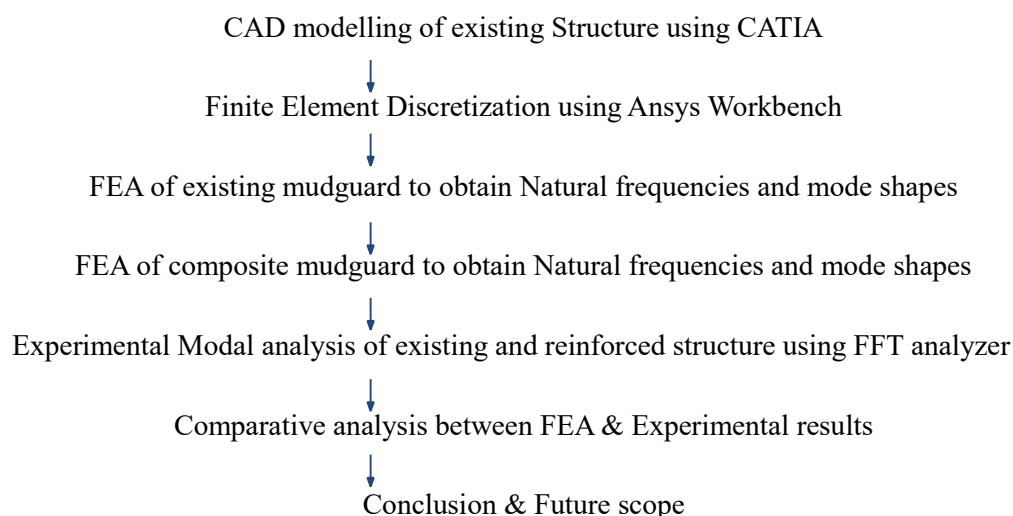 CAD modelling of existing Structure using CATIA
Finite Element Discretization using Ansys Workbench
FEA of existing mudguard to obtain Natural frequencies and mode shapes
FEA of composite mudguard to obtain Natural frequencies and mode shapes
Experimental Modal analysis of existing and reinforced structure using FFT analyzer
Comparative analysis between FEA & Experimental results
Conclusion & Future scope